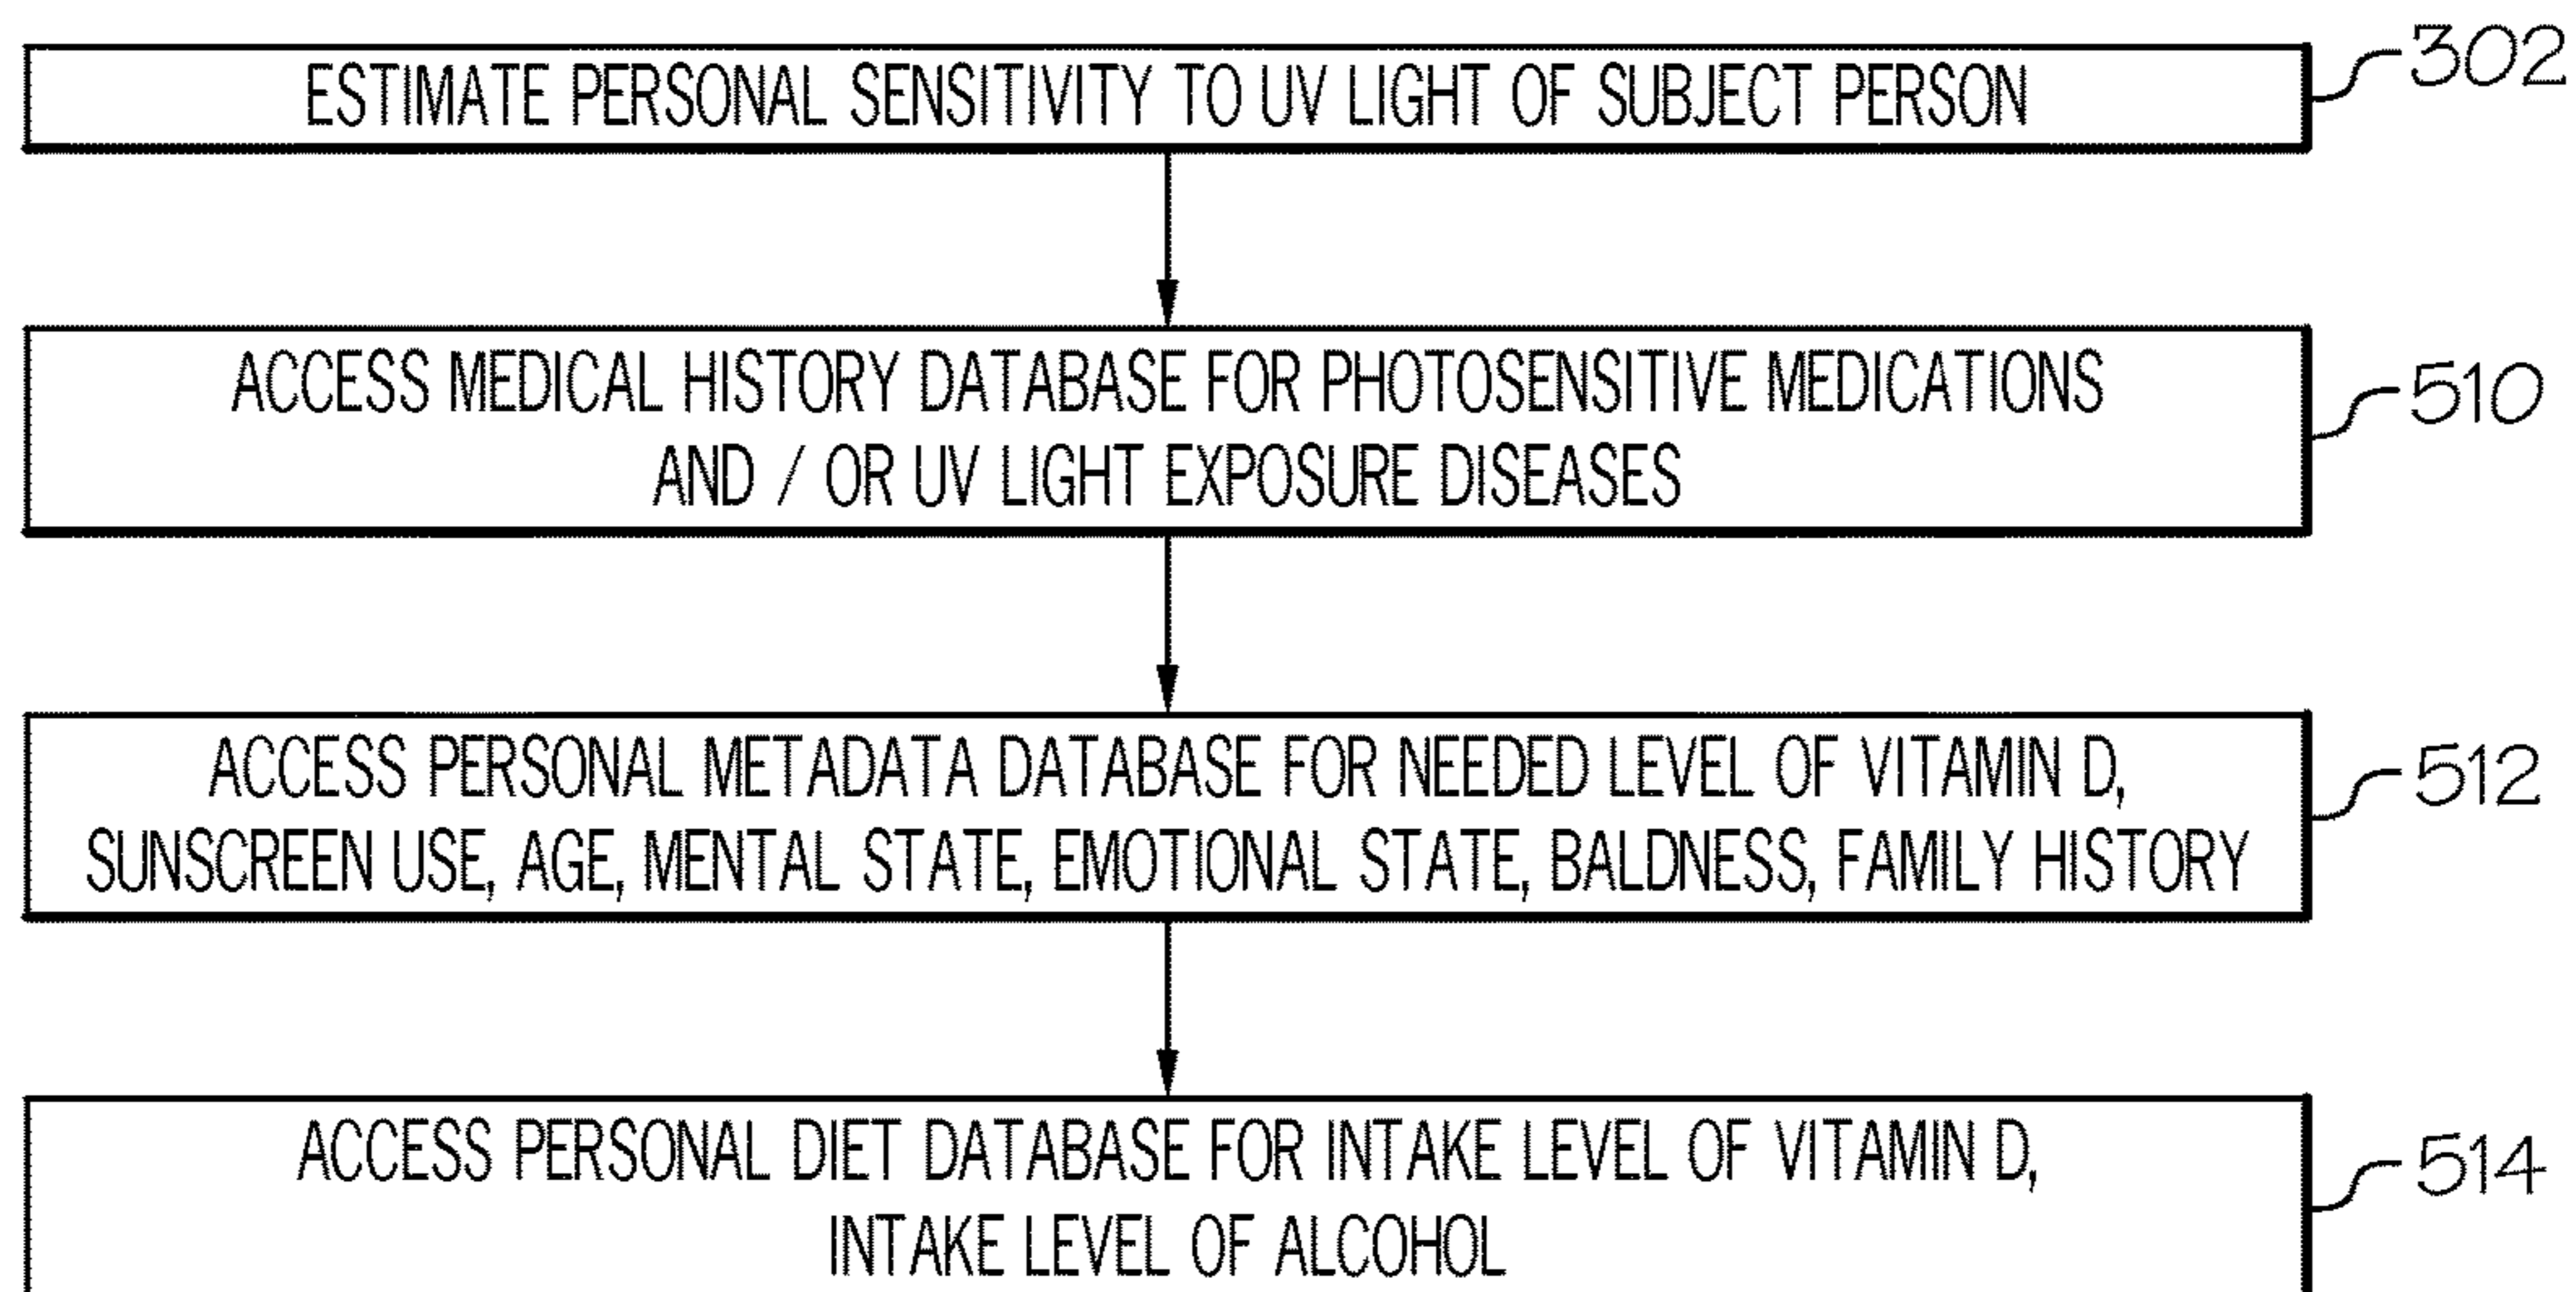 ESTIMATE PERSONAL SENSITIVITY TO UV LIGHT OF SUBJECT PERSON
302
ACCESS MEDICAL HISTORY DATABASE FOR PHOTOSENSITIVE MEDICATIONS
AND / OR UV LIGHT EXPOSURE DISEASES
510
ACCESS PERSONAL METADATA DATABASE FOR NEEDED LEVEL OF VITAMIN D,
SUNSCREEN USE, AGE, MENTAL STATE, EMOTIONAL STATE, BALDNESS, FAMILY HISTORY
512
ACCESS PERSONAL DIET DATABASE FOR INTAKE LEVEL OF VITAMIN D,
INTAKE LEVEL OF ALCOHOL
514